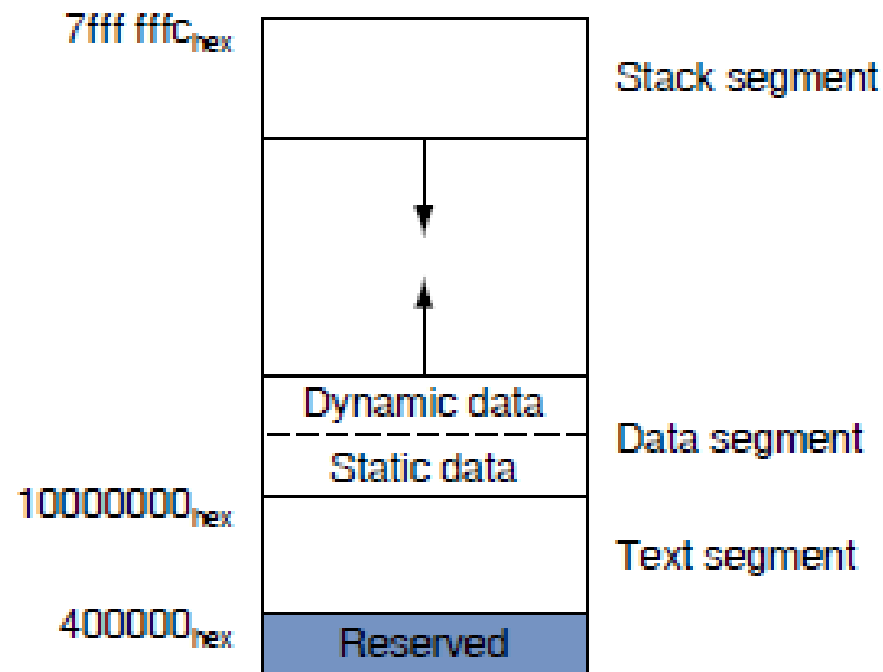 7fff fffchex
Stack segment
Dynamic data
Data segment
Static data
10000000hex
Text segment
400000hex
Reserved